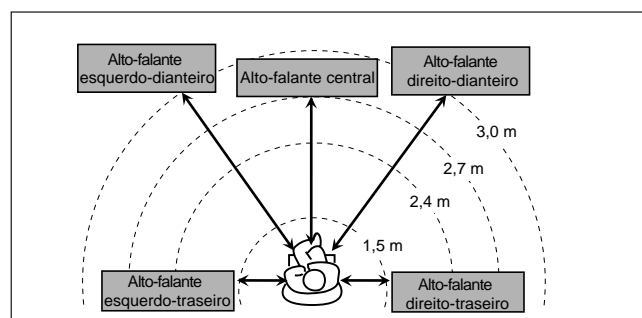 Alto-falante
esquerdo-dianteiro
Alto-falante central
Alto-falante
direito-dianteiro
3,0 m
2,7 m
2,4 m
1,5 m
Alto-falante
esquerdo-traseiro
Alto-falante
direito-traseiro